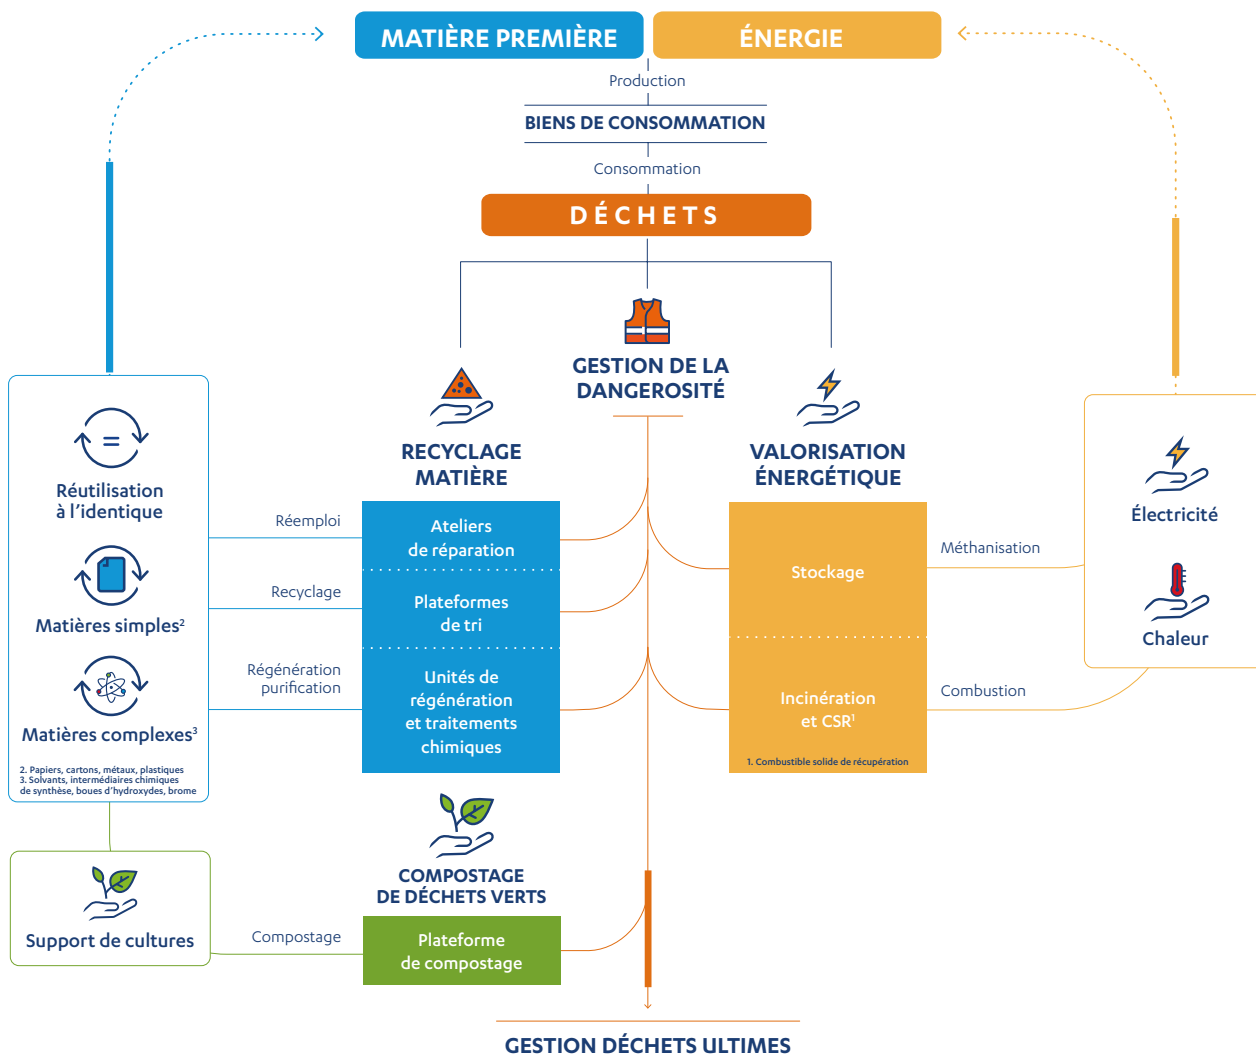 MATIÈRE PREMIÈRE
ÉNERGIE
Production
BIENS DE CONSOMMATION
Consommation
DÉCHETS
GESTION DE LA
DANGEROSITÉ
RECYCLAGE
MATIÈRE
VALORISATION
ÉNERGÉTIQUE
=
Réutilisation
à l'identique
Réemploi
Ateliers
de réparation
Stockage
Méthanisation
Électricité
Matières simples²
Recyclage
Plateformes
de tri
Chaleur
Matières complexes³
Régénération
purification
Unités de
régénération
et traitements
chimiques
Incinération
et CSR¹
Combustion
1. Combustible solide de récupération
2. Papiers, cartons, métaux, plastiques
3. Solvants, intermédiaires chimiques
de synthèse, boues d'hydroxydes, brome
COMPOSTAGE
DE DÉCHETS VERTS
Support de cultures
Compostage
Plateforme
de compostage
GESTION DÉCHETS ULTIMES